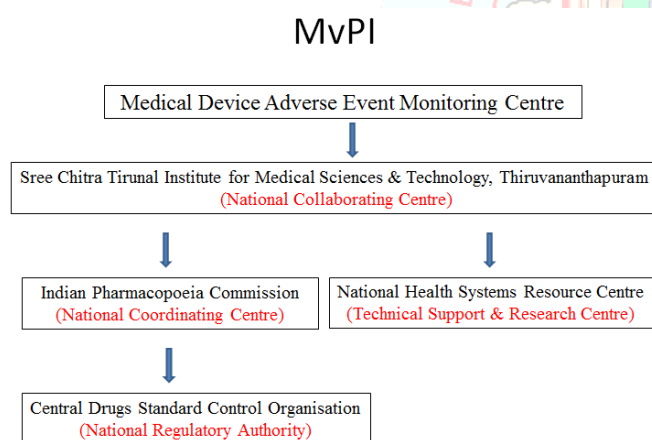 MvPI
Medical Device Adverse Event Monitoring Centre
Sree Chitra Tirunal Institute for Medical Sciences & Technology, Thiruvananthapuram
(National Collaborating Centre)
Indian Pharmacopoeia Commission
(National Coordinating Centre)
National Health Systems Resource Centre
(Technical Support & Research Centre)
Central Drugs Standard Control Organisation
(National Regulatory Authority)